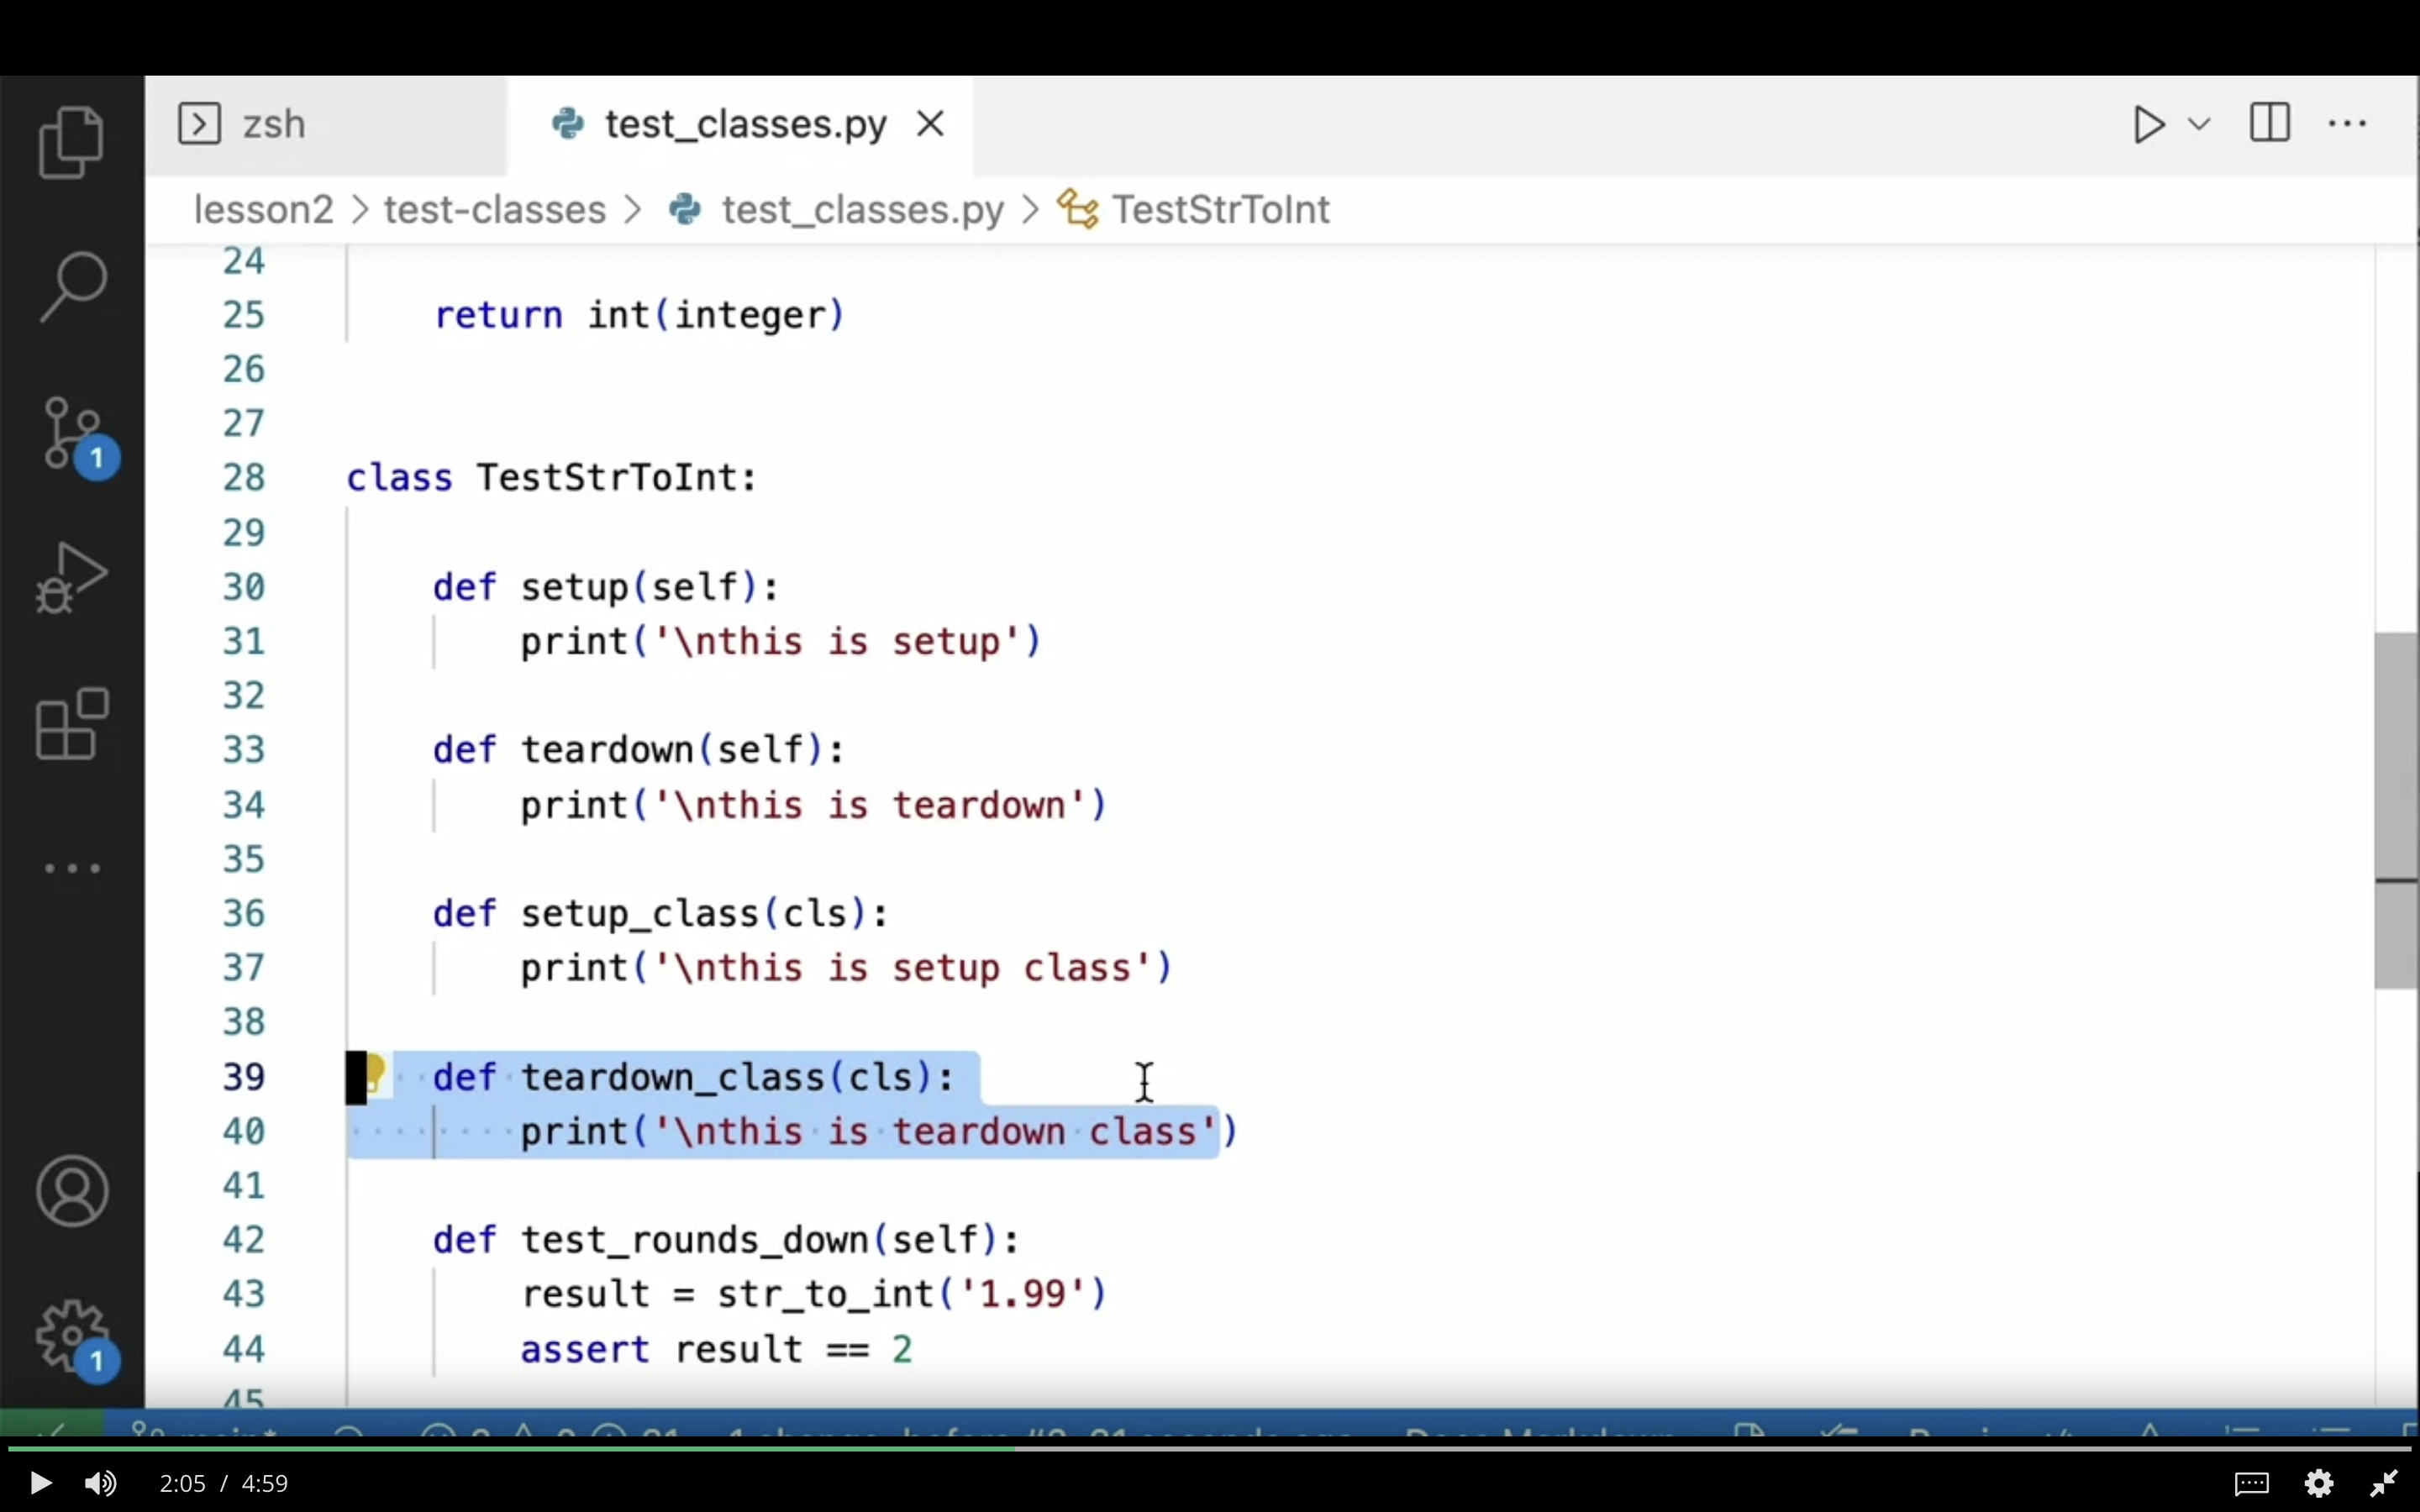 zsh test_classes.py
lesson2 > test-classes > test_classes.py > TestStrToInt
24
25 return int(integer)
26
27
28 class TestStrToInt:
29
30 def setup(self):
31 print('\nthis is setup')
32
33 def teardown(self):
34 print('\nthis is teardown')
35
36 def setup_class(cls):
37 print('\nthis is setup class')
38
39 def teardown_class(cls):
40 print('\nthis is teardown class')
41
42 def test_rounds_down(self):
43 result = str_to_int('1.99')
44 assert result == 2
45
1
1
2:05 / 4:59